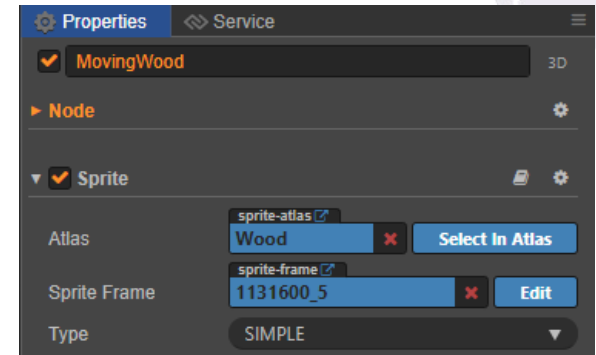 Properties Service
MovingWood 3D
Node
Sprite
sprite-atlas
Atlas Wood Select In Atlas
sprite-frame
Sprite Frame 1131600_5 Edit
Type SIMPLE